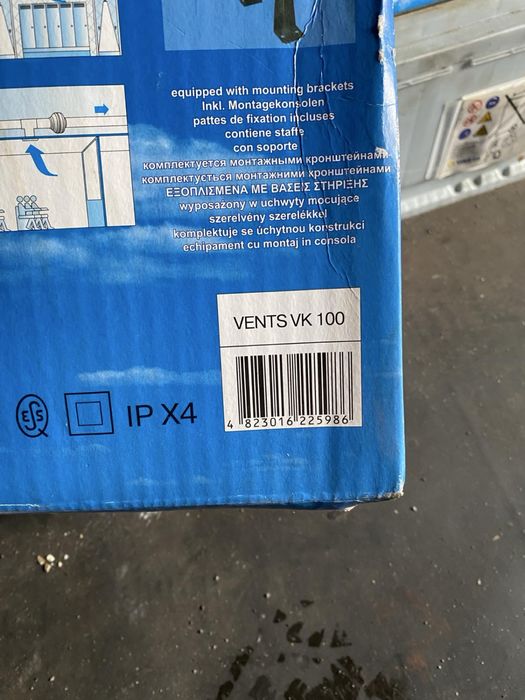 equipped with mounting brackets
Inkl. Montagekonsolen
pattes de fixation incluses
contiene staffe
con soporte
комплектуется монтажными кронштейнами
комплектується монтажними кронштейнами
ΕΞΟΠΛΙΣΜΕΝΑ ΜΕ ΒΑΣΕΙΣ ΣΤΗΡΙΞΗΣ
wyposażony w uchwyty mocujące
szerelvény szerelékkel
komplektuje se úchytnou konstrukci
echipament cu montaj in consola
VENTS VK 100
4 823016 225986
IP X4